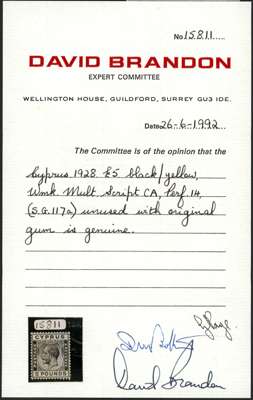 No. 15811
DAVID BRANDON
EXPERT COMMITTEE
WELLINGTON HOUSE, GUILDFORD, SURREY GU3 IDE.
Date 26-6-1992
The Committee is of the opinion that the
Cyprus 1928 £5 black/yellow,
Wmk. Mult. Script CA, Perf. 14,
(S.G. 117a) unused with original
gum is genuine.
15811
CYPRUS
5 POUNDS
David Brandon